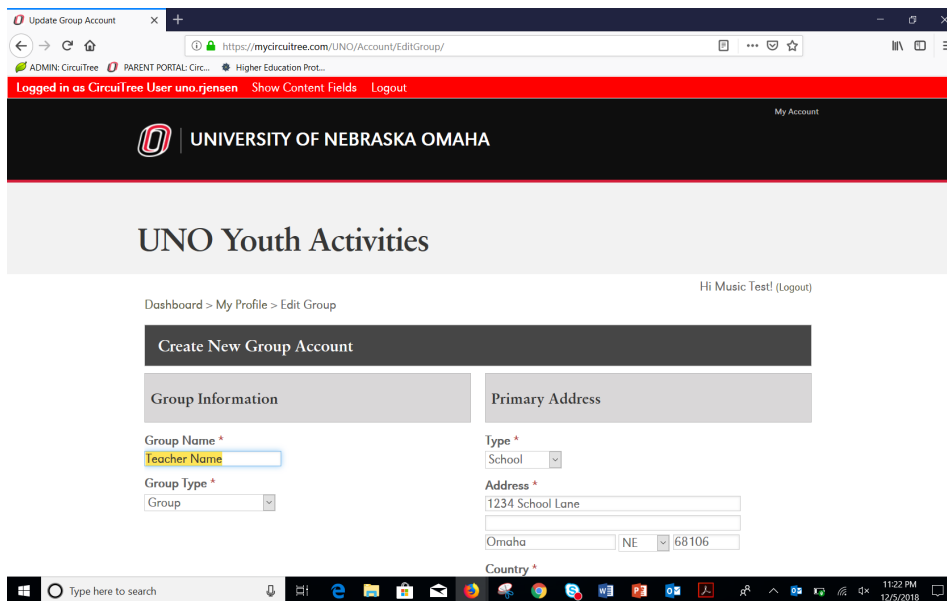 Update Group Account
https://mycircuitree.com/UNO/Account/EditGroup/
ADMIN: CircuiTree PARENT PORTAL: Circ... Higher Education Prot...
Logged in as CircuiTree User uno.rjensen Show Content Fields Logout
My Account
UNIVERSITY OF NEBRASKA OMAHA
UNO Youth Activities
Hi Music Test! (Logout)
Dashboard > My Profile > Edit Group
Create New Group Account
Group Information
Primary Address
Group Name *
Teacher Name
Group Type *
Group
Type *
School
Address *
1234 School Lane
Omaha NE 68106
Country *
Type here to search
11:22 PM
12/5/2018